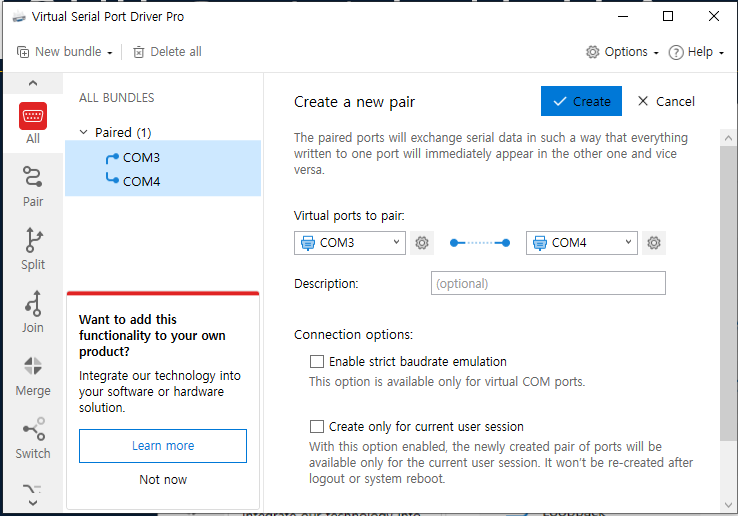 Virtual Serial Port Driver Pro
New bundle
Delete all
Options
Help
All
Pair
Split
Join
Merge
Switch
ALL BUNDLES
Paired (1)
COM3
COM4
Want to add this
functionality to your own
product?
Integrate our technology into
your software or hardware
solution.
Learn more
Not now
Create a new pair
Create
Cancel
The paired ports will exchange serial data in such a way that everything
written to one port will immediately appear in the other one and vice
versa.
Virtual ports to pair:
COM3
COM4
Description:
(optional)
Connection options:
Enable strict baudrate emulation
This option is available only for virtual COM ports.
Create only for current user session
With this option enabled, the newly created pair of ports will be
available only for the current user session. It won't be re-created after
logout or system reboot.